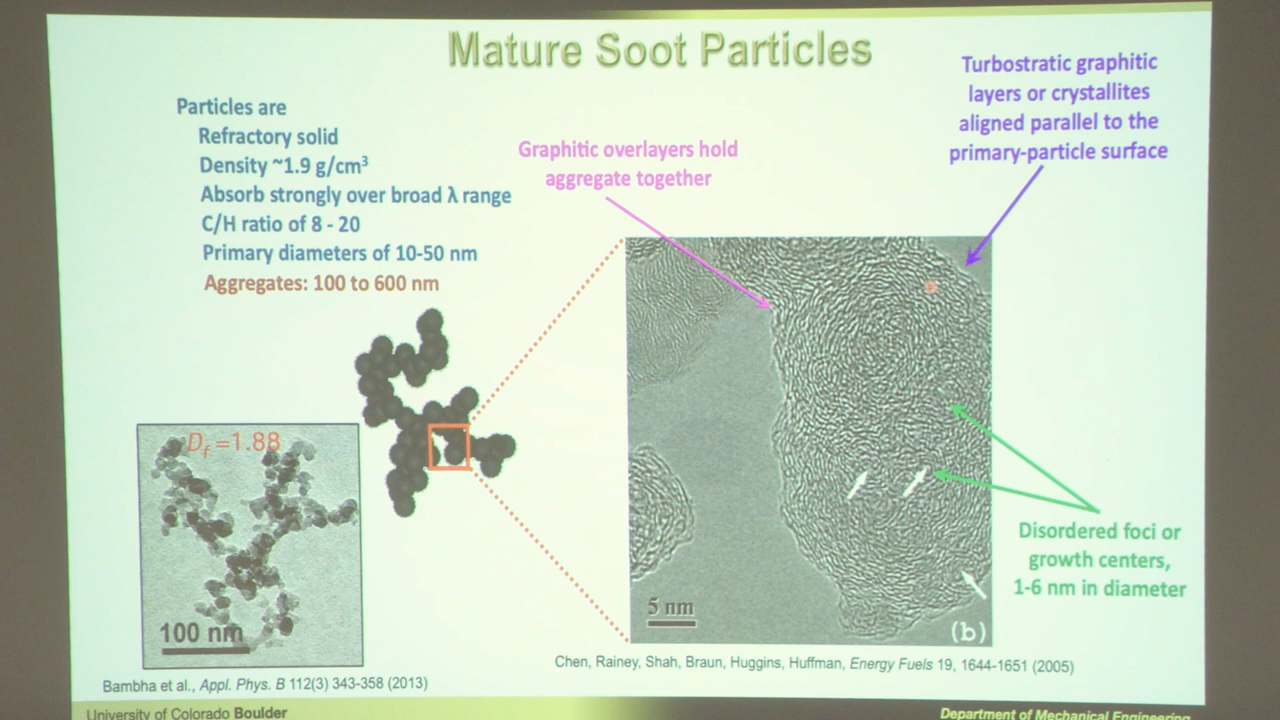 Mature Soot Particles
Particles are
Refractory solid
Density ~1.9 g/cm³
Absorb strongly over broad λ range
C/H ratio of 8 - 20
Primary diameters of 10-50 nm
Aggregates: 100 to 600 nm
Graphitic overlayers hold
aggregate together
Turbostratic graphitic
layers or crystallites
aligned parallel to the
primary-particle surface
Disordered foci or
growth centers,
1-6 nm in diameter
Df =1.88
100 nm
5 nm
(b)
Chen, Rainey, Shah, Braun, Huggins, Huffman, Energy Fuels 19, 1644-1651 (2005)
Bambha et al., Appl. Phys. B 112(3) 343-358 (2013)
University of Colorado Boulder
Department of Mechanical Engineering